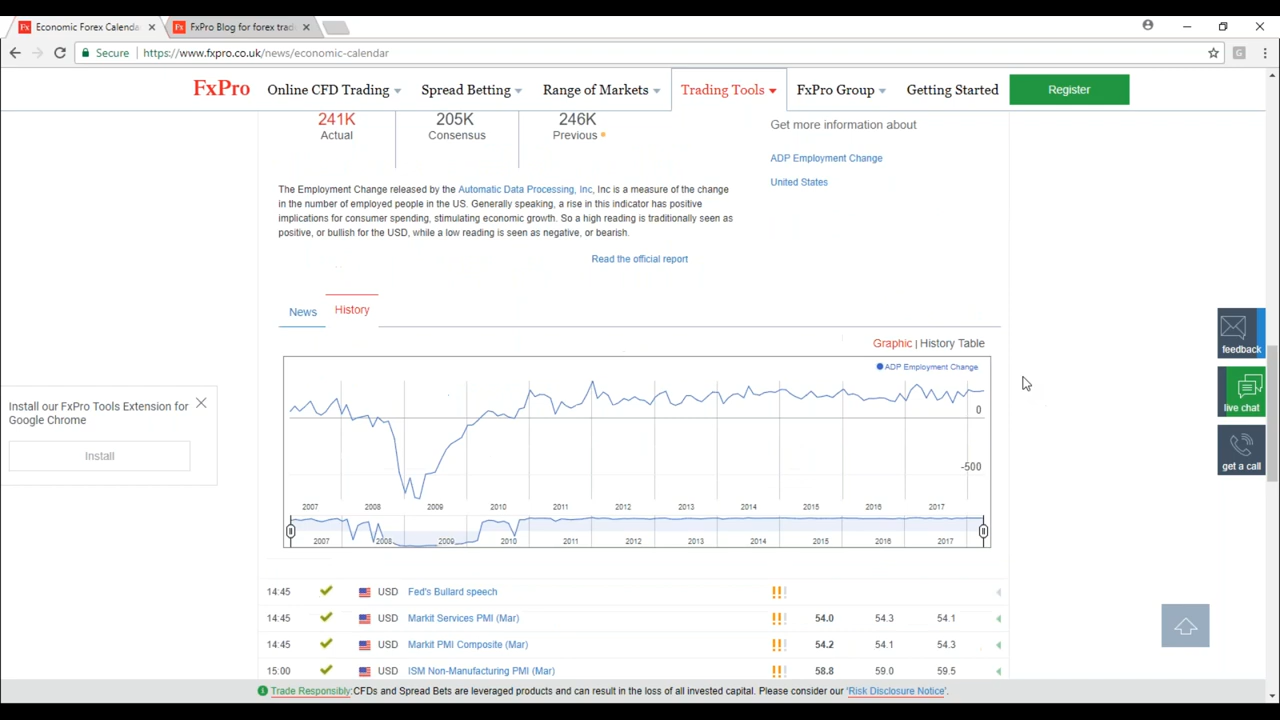 Economic Forex Calenda
FxPro Blog for forex trad
Secure https://www.fxpro.co.uk/news/economic-calendar
FxPro Online CFD Trading Spread Betting Range of Markets Trading Tools FxPro Group Getting Started Register
241K 205K 246K
Actual Consensus Previous
Get more information about
ADP Employment Change
United States
The Employment Change released by the Automatic Data Processing, Inc, Inc is a measure of the change
in the number of employed people in the US. Generally speaking, a rise in this indicator has positive
implications for consumer spending, stimulating economic growth. So a high reading is traditionally seen as
positive, or bullish for the USD, while a low reading is seen as negative, or bearish.
Read the official report
News History
Graphic | History Table
ADP Employment Change
0
-500
2007 2008 2009 2010 2011 2012 2013 2014 2015 2016 2017
2007 2008 2009 2010 2011 2012 2013 2014 2015 2016 2017
Install our FxPro Tools Extension for
Google Chrome
Install
feedback
live chat
get a call
14:45 USD Fed's Bullard speech
14:45 USD Markit Services PMI (Mar) 54.0 54.3 54.1
14:45 USD Markit PMI Composite (Mar) 54.2 54.1 54.3
15:00 USD ISM Non-Manufacturing PMI (Mar) 58.8 59.0 59.5
Trade Responsibly: CFDs and Spread Bets are leveraged products and can result in the loss of all invested capital. Please consider our 'Risk Disclosure Notice'.